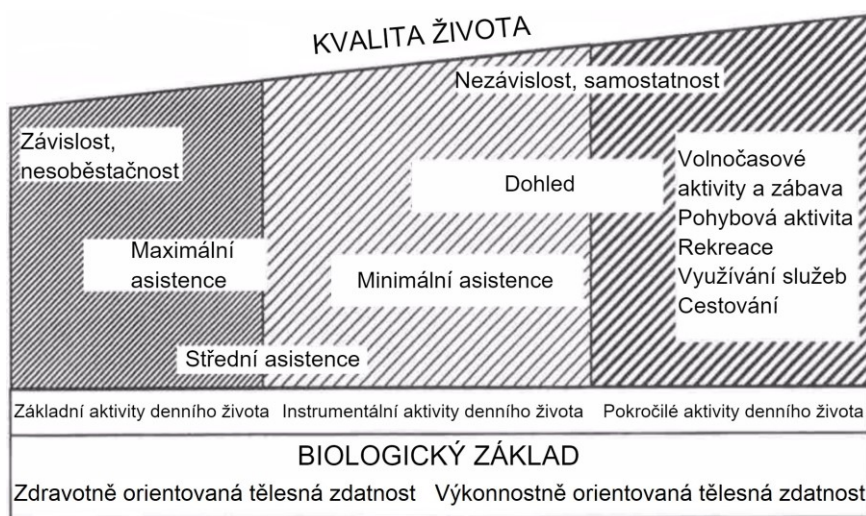 KVALITA ŽIVOTA
Nezávislost, samostatnost
Závislost,
nesoběstačnost
Dohled
Volnočasové
aktivity a zábava
Pohybová aktivita
Rekreace
Využívání služeb
Cestování
Maximální
asistence
Minimální asistence
Střední asistence
Základní aktivity denního života
Instrumentální aktivity denního života
Pokročilé aktivity denního života
BIOLOGICKÝ ZÁKLAD
Zdravotně orientovaná tělesná zdatnost
Výkonnostně orientovaná tělesná zdatnost